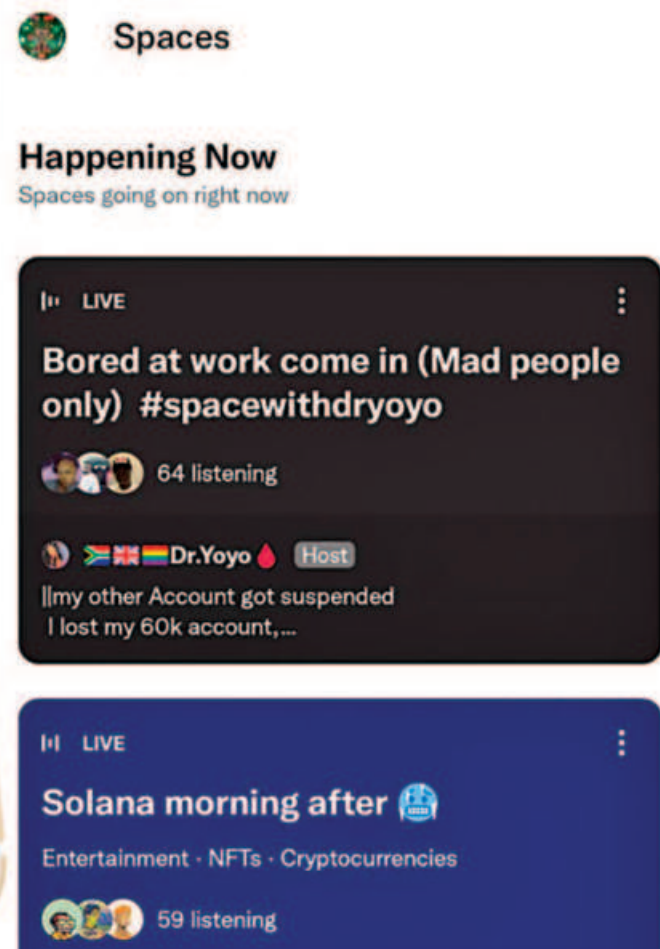 Spaces
Happening Now
Spaces going on right now
LIVE
Bored at work come in (Mad people
only) #spacewithdryoyo
64 listening
🇿🇦🇬🇧🏳️‍🌈Dr.Yoyo🩸 Host
||my other Account got suspended
I lost my 60k account,...
LIVE
Solana morning after 🥶
Entertainment · NFTs · Cryptocurrencies
59 listening